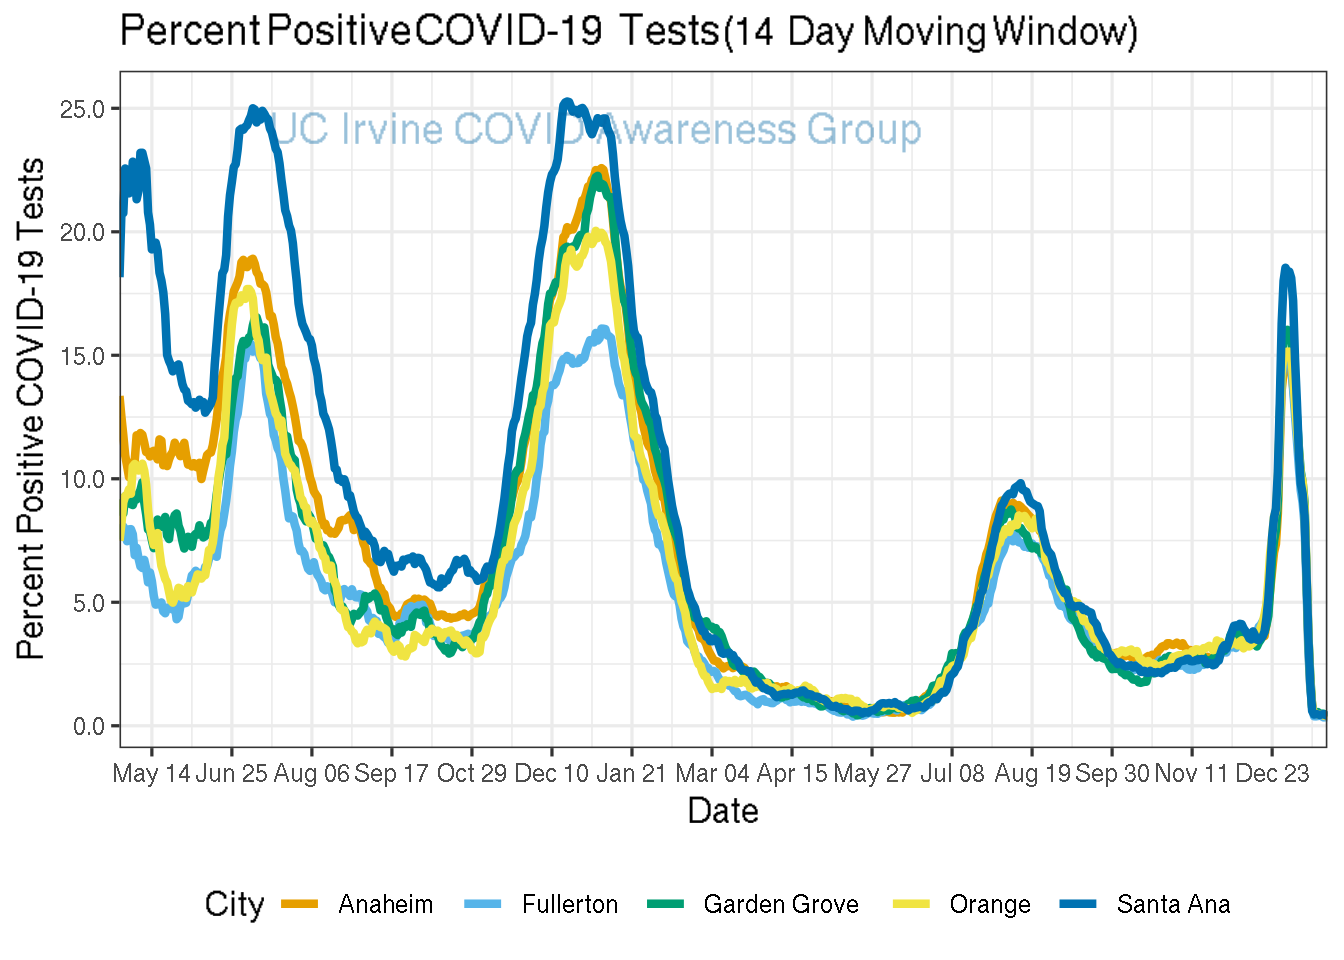 Percent Positive COVID-19 Tests(14 Day Moving Window)
UC Irvine COVID Awareness Group
Percent Positive COVID-19 Tests
25.0
20.0
15.0
10.0
5.0
0.0
May 14 Jun 25 Aug 06 Sep 17 Oct 29 Dec 10 Jan 21 Mar 04 Apr 15 May 27 Jul 08 Aug 19 Sep 30 Nov 11 Dec 23
Date
City Anaheim Fullerton Garden Grove Orange Santa Ana